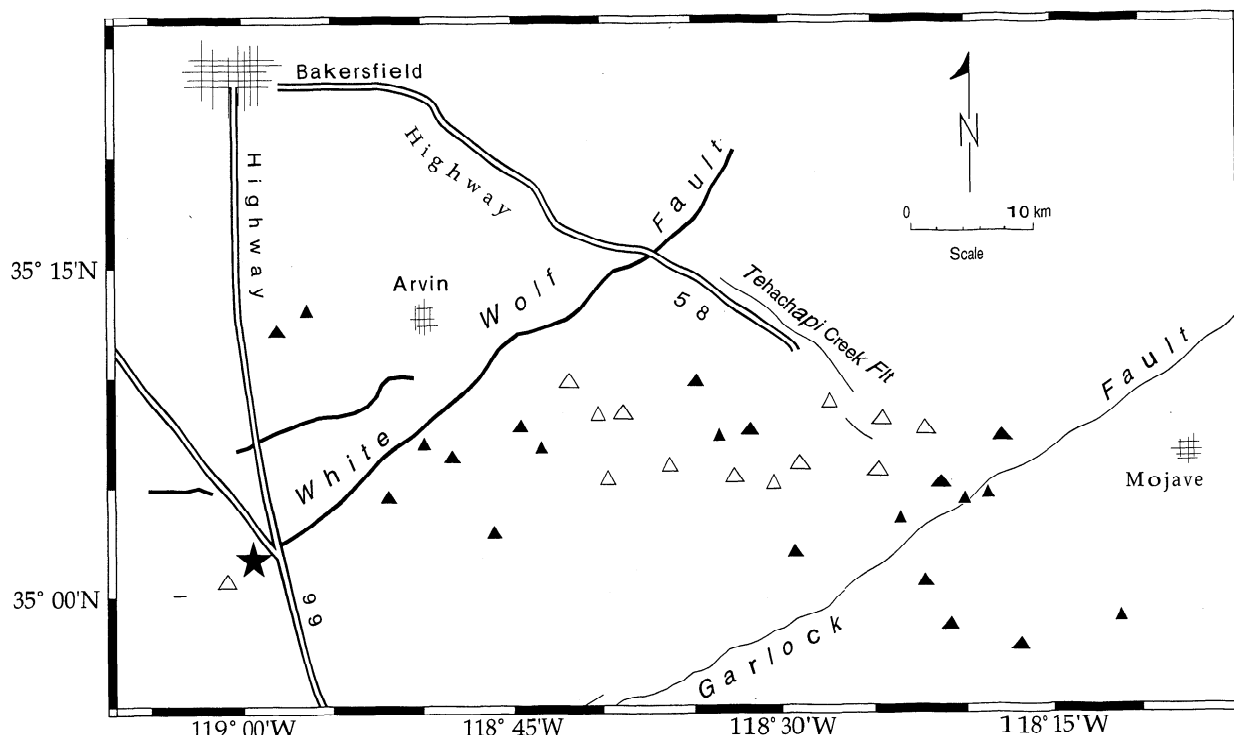 Bakersfield
Highway
Highway
Fault
N
0 10 km
Scale
35° 15'N
Arvin
Wolf
58
Tehachapi Creek Flt
Fault
White
Mojave
35° 00'N
99
Garlock
119°00'W
118°45'W
118°30'W
118°15'W